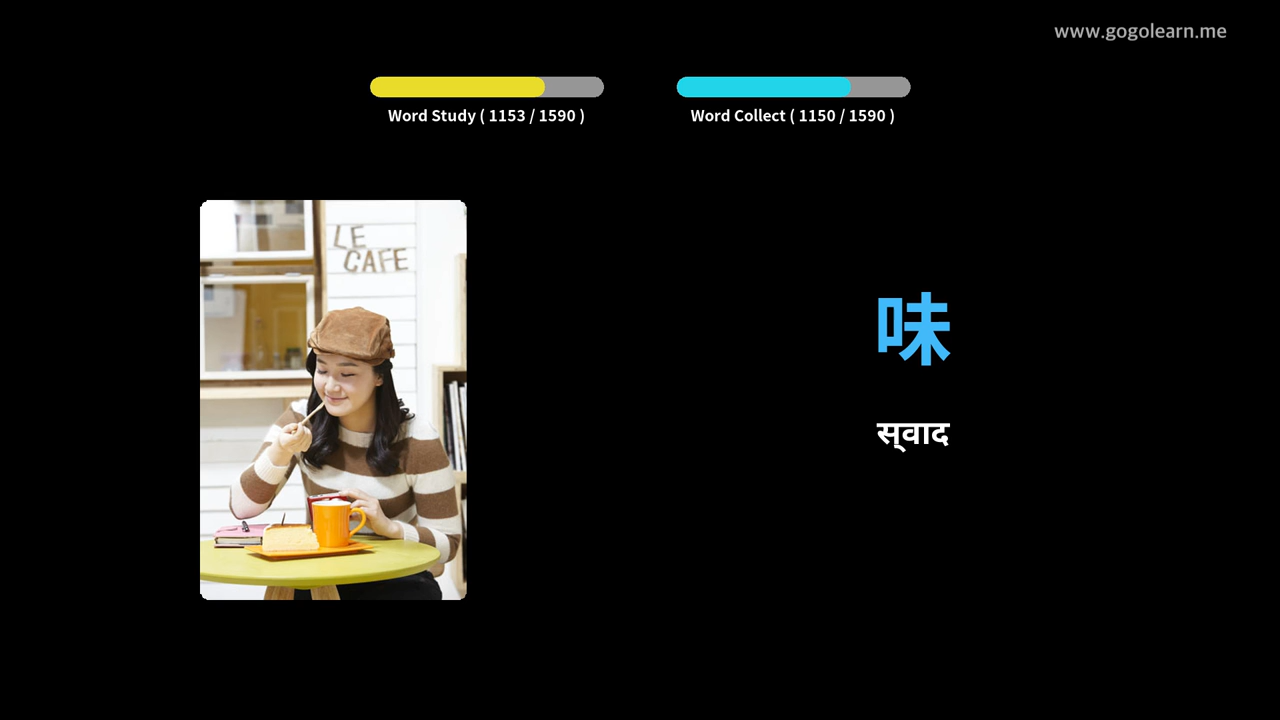 www.gogolearn.me
Word Study ( 1153 / 1590 )
Word Collect ( 1150 / 1590 )
LE
CAFE
味
स्वाद